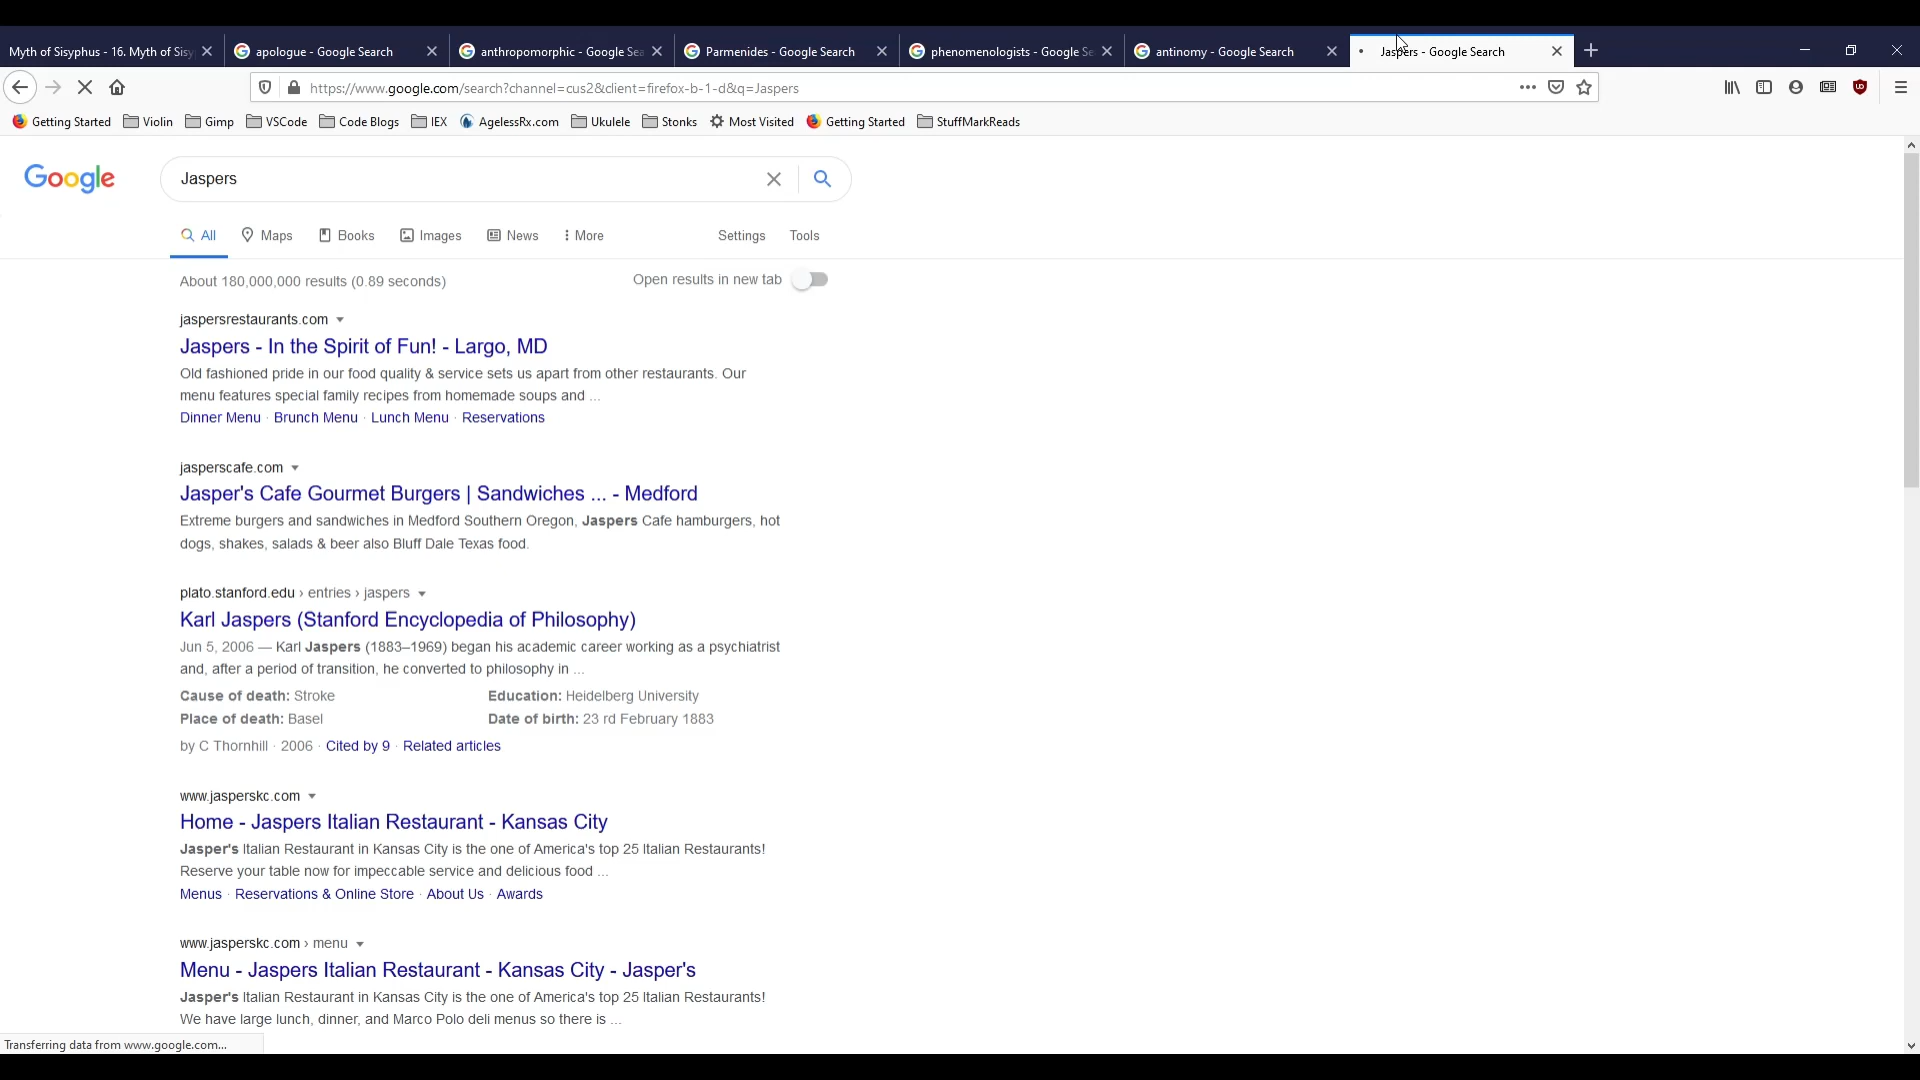 Myth of Sisyphus - 16. Myth of Sisy
apologue - Google Search
anthropomorphic - Google Sea
Parmenides - Google Search
phenomenologists - Google Se
antinomy - Google Search
Jaspers - Google Search
https://www.google.com/search?channel=cus2&client=firefox-b-1-d&q=Jaspers
Getting Started Violin Gimp VSCode Code Blogs IEX AgelessRx.com Ukulele Stonks Most Visited Getting Started StuffMarkReads
Google
Jaspers
All Maps Books Images News More Settings Tools
About 180,000,000 results (0.89 seconds) Open results in new tab
jaspersrestaurants.com
Jaspers - In the Spirit of Fun! - Largo, MD
Old fashioned pride in our food quality & service sets us apart from other restaurants. Our
menu features special family recipes from homemade soups and ...
Dinner Menu · Brunch Menu · Lunch Menu · Reservations
jasperscafe.com
Jasper's Cafe Gourmet Burgers | Sandwiches ... - Medford
Extreme burgers and sandwiches in Medford Southern Oregon, Jaspers Cafe hamburgers, hot
dogs, shakes, salads & beer also Bluff Dale Texas food.
plato.stanford.edu › entries › jaspers
Karl Jaspers (Stanford Encyclopedia of Philosophy)
Jun 5, 2006 — Karl Jaspers (1883–1969) began his academic career working as a psychiatrist
and, after a period of transition, he converted to philosophy in ...
Cause of death: Stroke Education: Heidelberg University
Place of death: Basel Date of birth: 23 rd February 1883
by C Thornhill · 2006 · Cited by 9 · Related articles
www.jasperskc.com
Home - Jaspers Italian Restaurant - Kansas City
Jasper's Italian Restaurant in Kansas City is the one of America's top 25 Italian Restaurants!
Reserve your table now for impeccable service and delicious food ...
Menus · Reservations & Online Store · About Us · Awards
www.jasperskc.com › menu
Menu - Jaspers Italian Restaurant - Kansas City - Jasper's
Jasper's Italian Restaurant in Kansas City is the one of America's top 25 Italian Restaurants!
We have large lunch, dinner, and Marco Polo deli menus so there is ...
Transferring data from www.google.com...